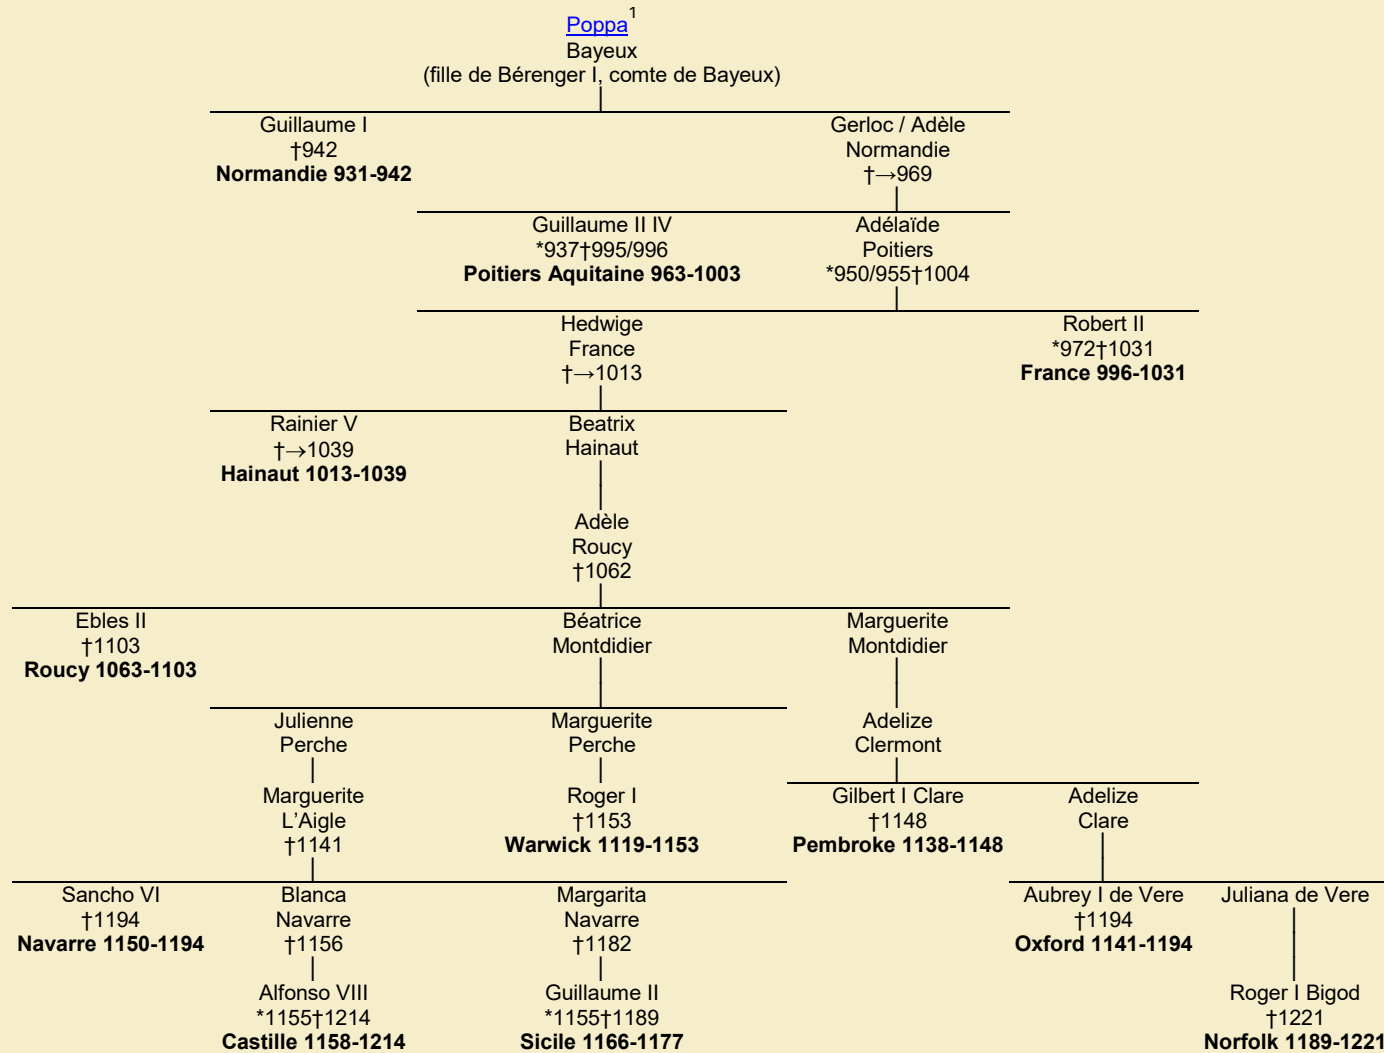 Poppa1
Bayeux
(fille de Bérenger I, comte de Bayeux)
Guillaume I
†942
Normandie 931-942
Gerloc / Adèle
Normandie
†→969
Guillaume II IV
*937†995/996
Poitiers Aquitaine 963-1003
Adélaïde
Poitiers
*950/955†1004
Hedwige
France
†→1013
Robert II
*972†1031
France 996-1031
Rainier V
†→1039
Hainaut 1013-1039
Beatrix
Hainaut
Adèle
Roucy
†1062
Ebles II
†1103
Roucy 1063-1103
Béatrice
Montdidier
Marguerite
Montdidier
Julienne
Perche
Marguerite
Perche
Adelize
Clermont
Marguerite
L’Aigle
†1141
Roger I
†1153
Warwick 1119-1153
Gilbert I Clare
†1148
Pembroke 1138-1148
Adelize
Clare
Sancho VI
†1194
Navarre 1150-1194
Blanca
Navarre
†1156
Margarita
Navarre
†1182
Aubrey I de Vere
†1194
Oxford 1141-1194
Juliana de Vere
Alfonso VIII
*1155†1214
Castille 1158-1214
Guillaume II
*1155†1189
Sicile 1166-1177
Roger I Bigod
†1221
Norfolk 1189-1221